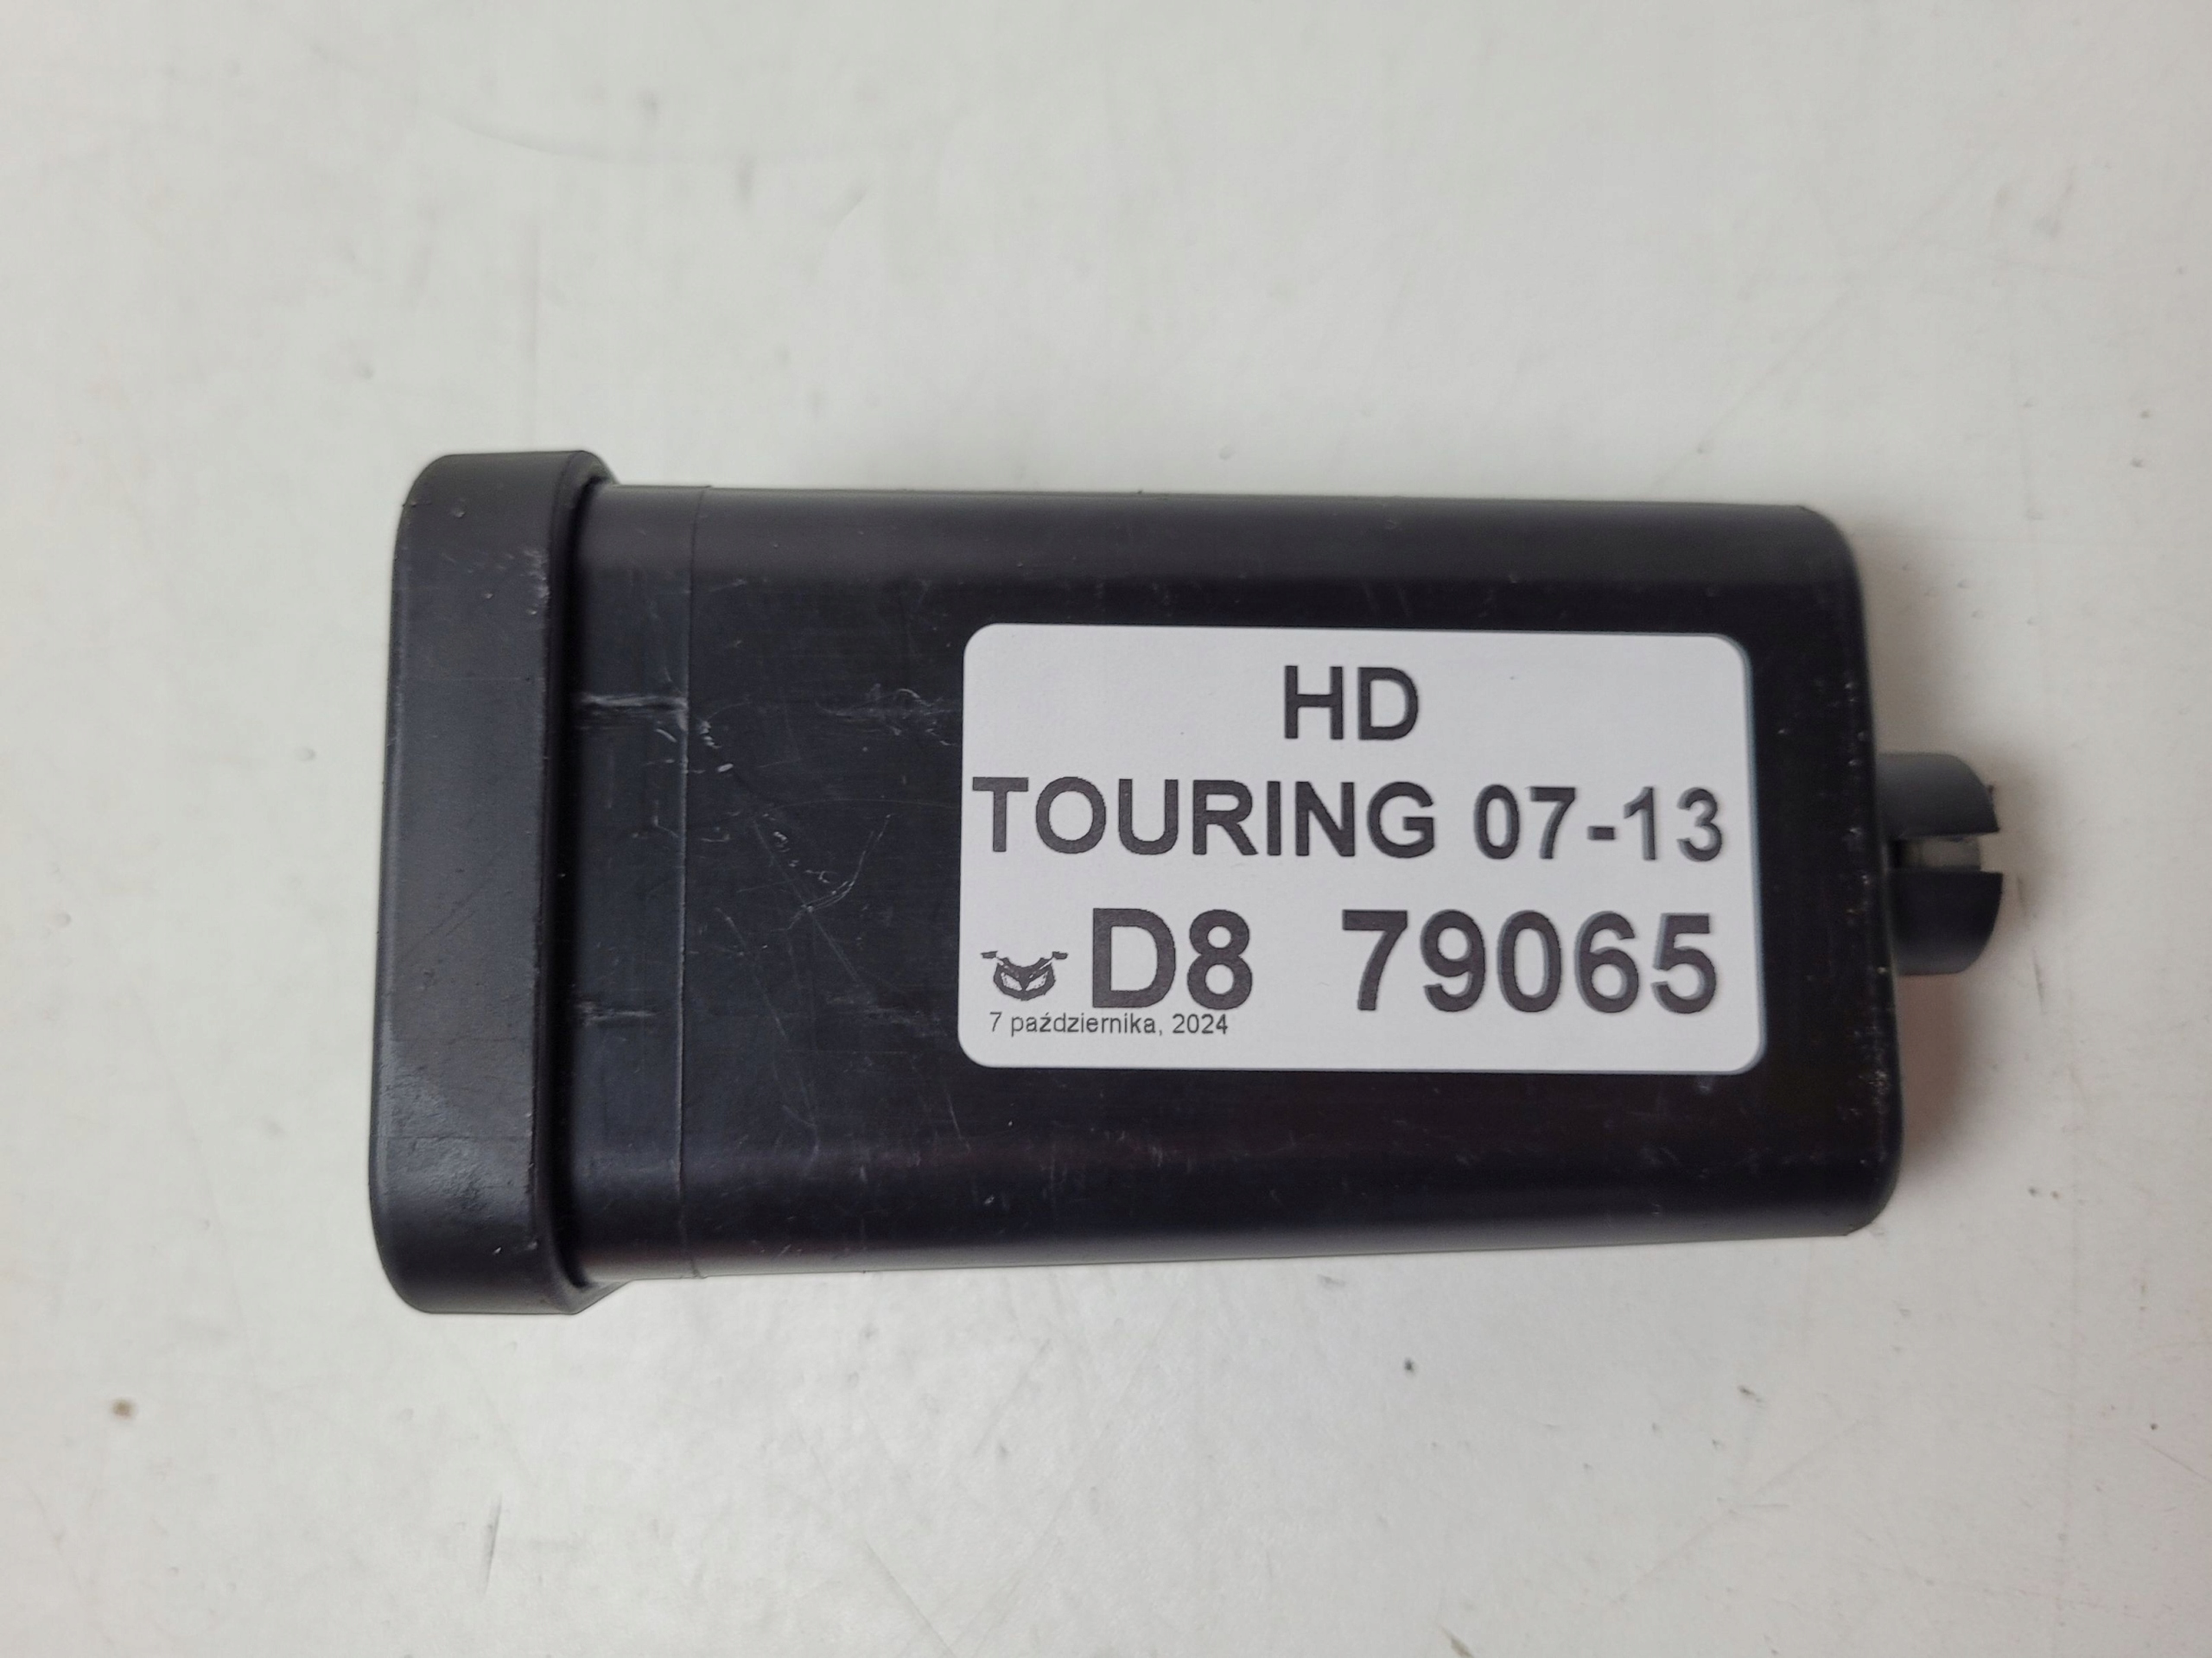 HD
TOURING 07-13
D8 79065
7 października, 2024